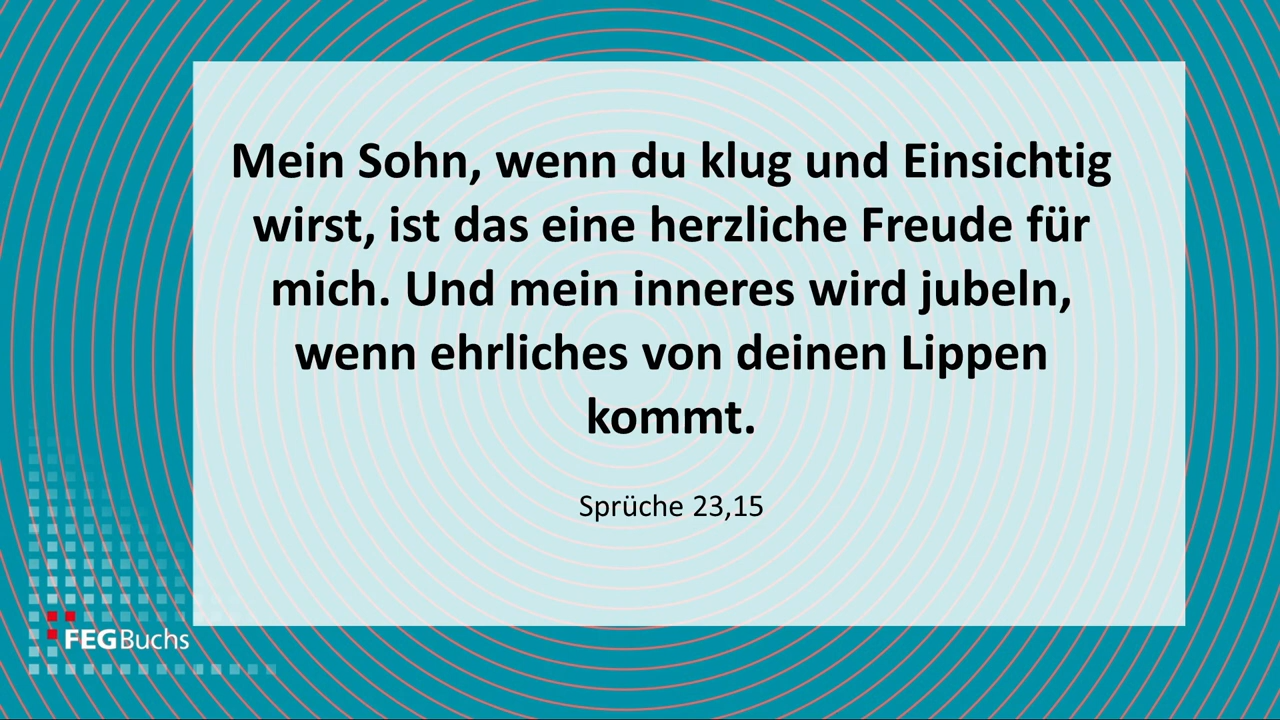 Mein Sohn, wenn du klug und Einsichtig
wirst, ist das eine herzliche Freude für
mich. Und mein inneres wird jubeln,
wenn ehrliches von deinen Lippen
kommt.
Sprüche 23,15
FEGBuchs